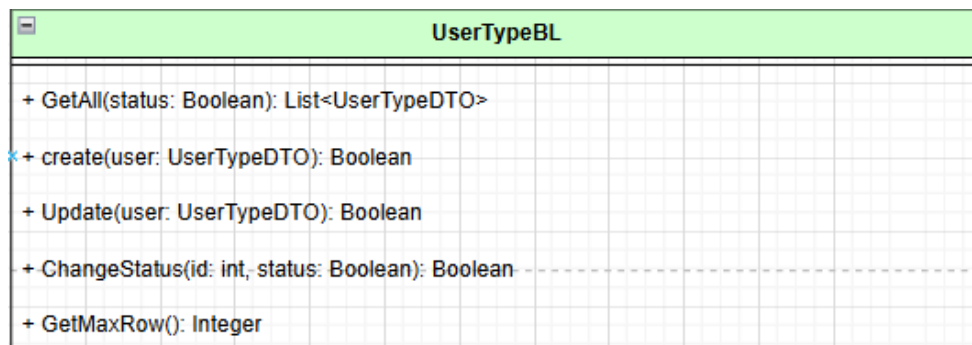 UserTypeBL
+ GetAll(status: Boolean): List<UserTypeDTO>
+ create(user: UserTypeDTO): Boolean
+ Update(user: UserTypeDTO): Boolean
+ ChangeStatus(id: int, status: Boolean): Boolean
+ GetMaxRow(): Integer